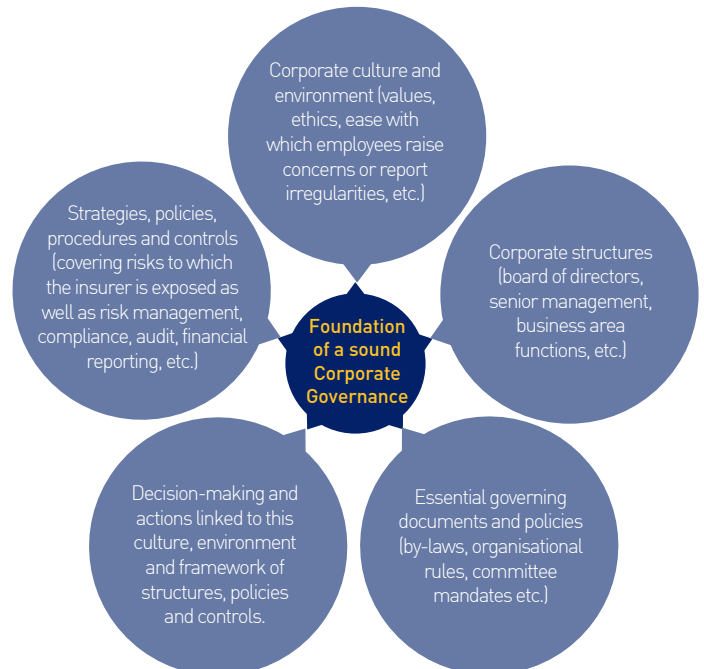 Corporate culture and
environment (values,
ethics, ease with
which employees raise
concerns or report
irregularities, etc.)
Strategies, policies,
procedures and controls
(covering risks to which
the insurer is exposed as
well as risk management,
compliance, audit, financial
reporting, etc.)
Corporate structures
(board of directors,
senior management,
business area
functions, etc.)
Foundation
of a sound
Corporate
Governance
Decision-making and
actions linked to this
culture, environment
and framework of
structures, policies
and controls.
Essential governing
documents and policies
(by-laws, organisational
rules, committee
mandates etc.)